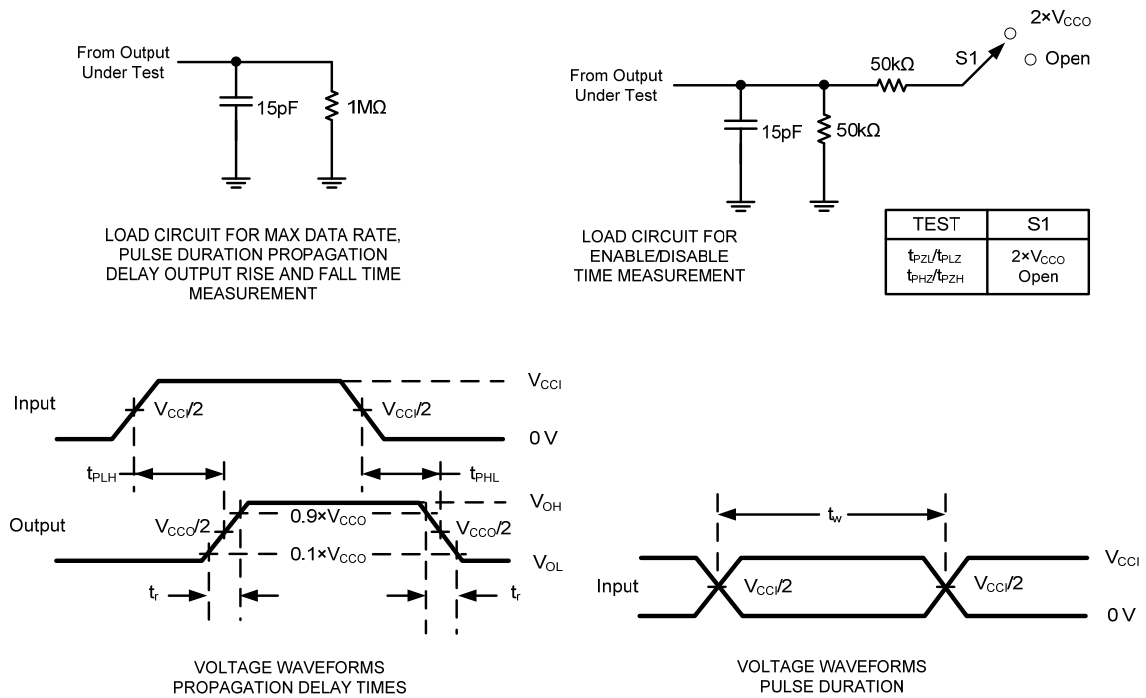 From Output
Under Test
15pF
1MΩ
LOAD CIRCUIT FOR MAX DATA RATE,
PULSE DURATION PROPAGATION
DELAY OUTPUT RISE AND FALL TIME
MEASUREMENT
2×VCCO
S1
Open
50kΩ
From Output
Under Test
15pF
50kΩ
LOAD CIRCUIT FOR
ENABLE/DISABLE
TIME MEASUREMENT
TEST S1
tPZL/tPLZ 2×VCCO
tPHZ/tPZH Open
VCCI
Input VCCI/2 VCCI/2
0 V
tPLH tPHL
VOH
0.9×VCCO
Output VCCO/2 VCCO/2
0.1×VCCO
VOL
tr tr
VOLTAGE WAVEFORMS
PROPAGATION DELAY TIMES
tw
VCCI
Input VCCI/2 VCCI/2
0 V
VOLTAGE WAVEFORMS
PULSE DURATION